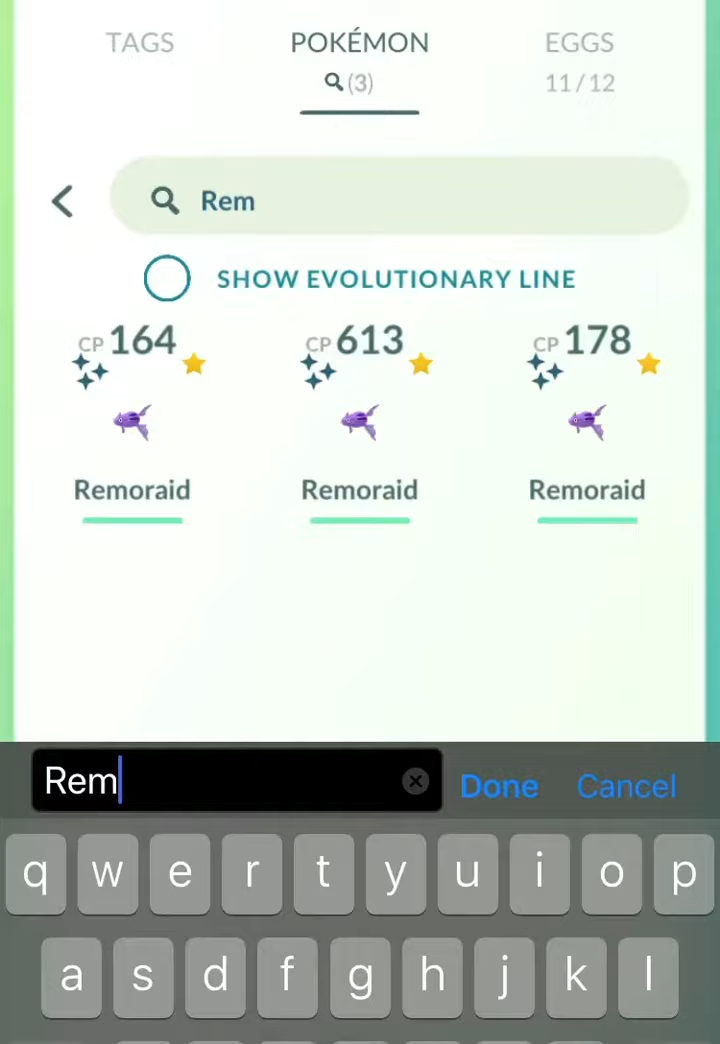 TAGS POKÉMON EGGS
(3) 11/12
Rem
SHOW EVOLUTIONARY LINE
CP 164 CP 613 CP 178
Remoraid Remoraid Remoraid
Rem Done Cancel
q w e r t y u i o p
a s d f g h j k l